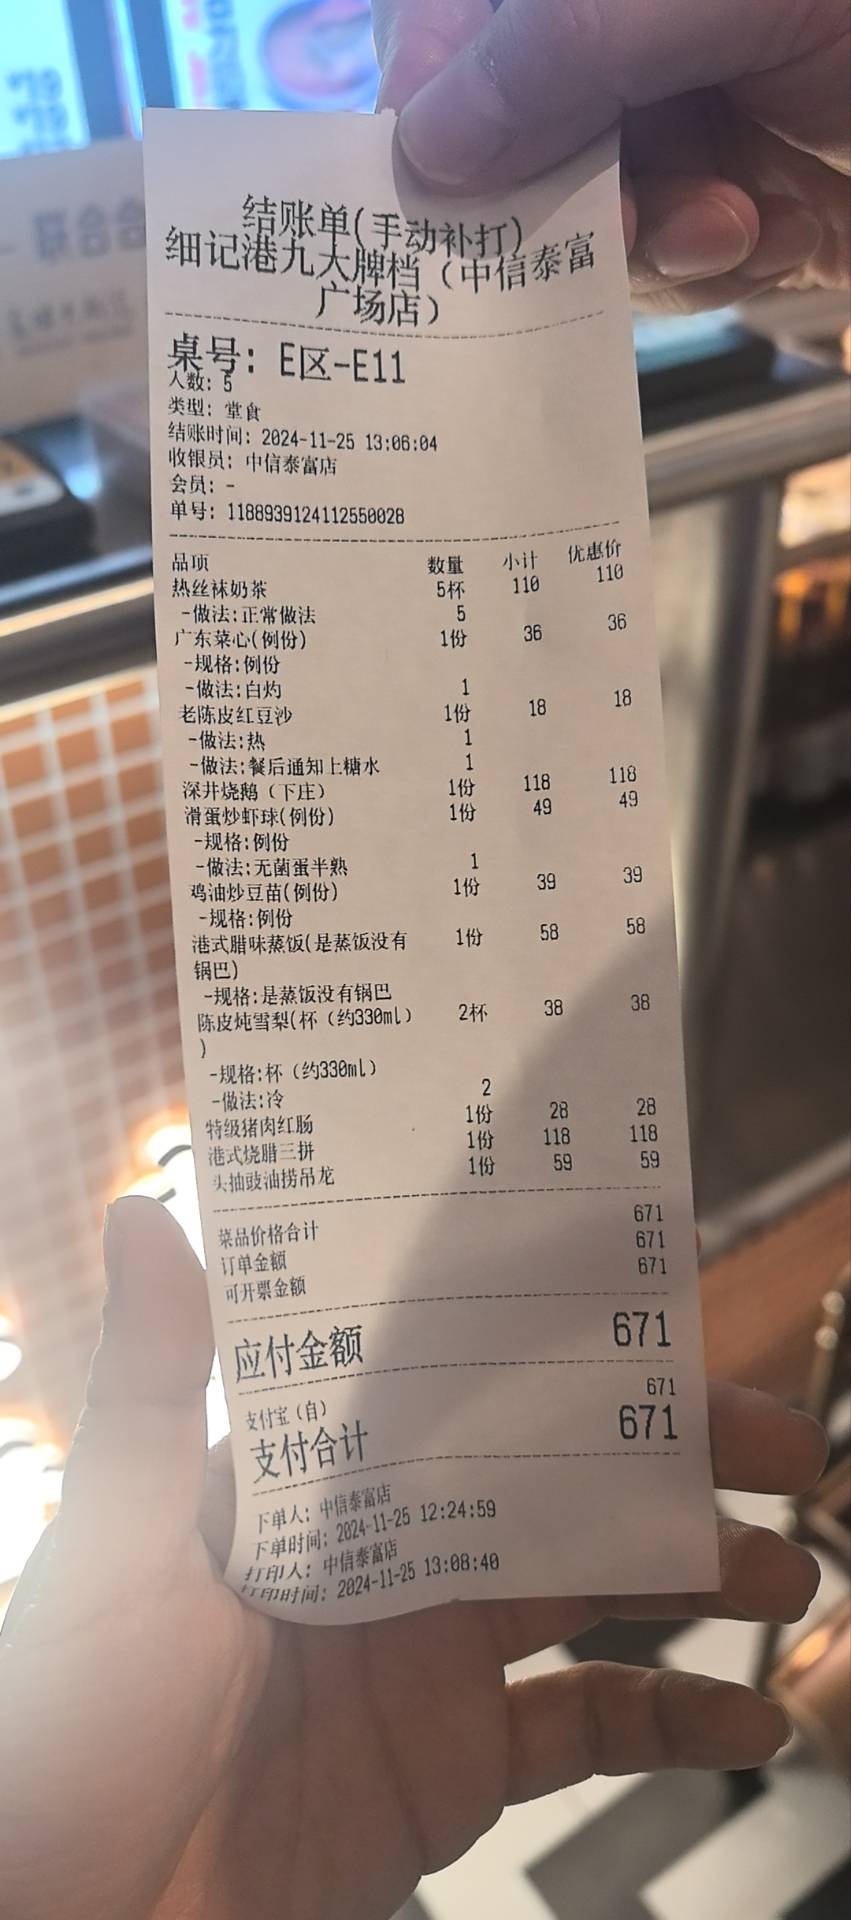 结账单(手动补打)
细记港九大牌档（中信泰富
广场店）
桌号: E区-E11
人数: 5
类型: 堂食
结账时间: 2024-11-25 13:06:04
收银员: 中信泰富店
会员: -
单号: 1188939124112550028
品项 数量 小计 优惠价
热丝袜奶茶 5杯 110 110
-做法:正常做法 5
广东菜心(例份) 1份 36 36
-规格:例份
-做法:白灼 1
老陈皮红豆沙 1份 18 18
-做法:热 1
-做法:餐后通知上糖水 1
深井烧鹅（下庄） 1份 118 118
滑蛋炒虾球(例份) 1份 49 49
-规格:例份
-做法:无菌蛋半熟 1
鸡油炒豆苗(例份) 1份 39 39
-规格:例份
港式腊味蒸饭(是蒸饭没有 1份 58 58
锅巴)
-规格:是蒸饭没有锅巴
陈皮炖雪梨(杯（约330ml） 2杯 38 38
)
-规格:杯（约330ml）
-做法:冷 2
特级猪肉红肠 1份 28 28
港式烧腊三拼 1份 118 118
头抽豉油捞吊龙 1份 59 59
菜品价格合计 671
订单金额 671
可开票金额 671
应付金额 671
支付宝（自） 671
支付合计 671
下单人: 中信泰富店
下单时间: 2024-11-25 12:24:59
打印人: 中信泰富店
打印时间: 2024-11-25 13:08:40